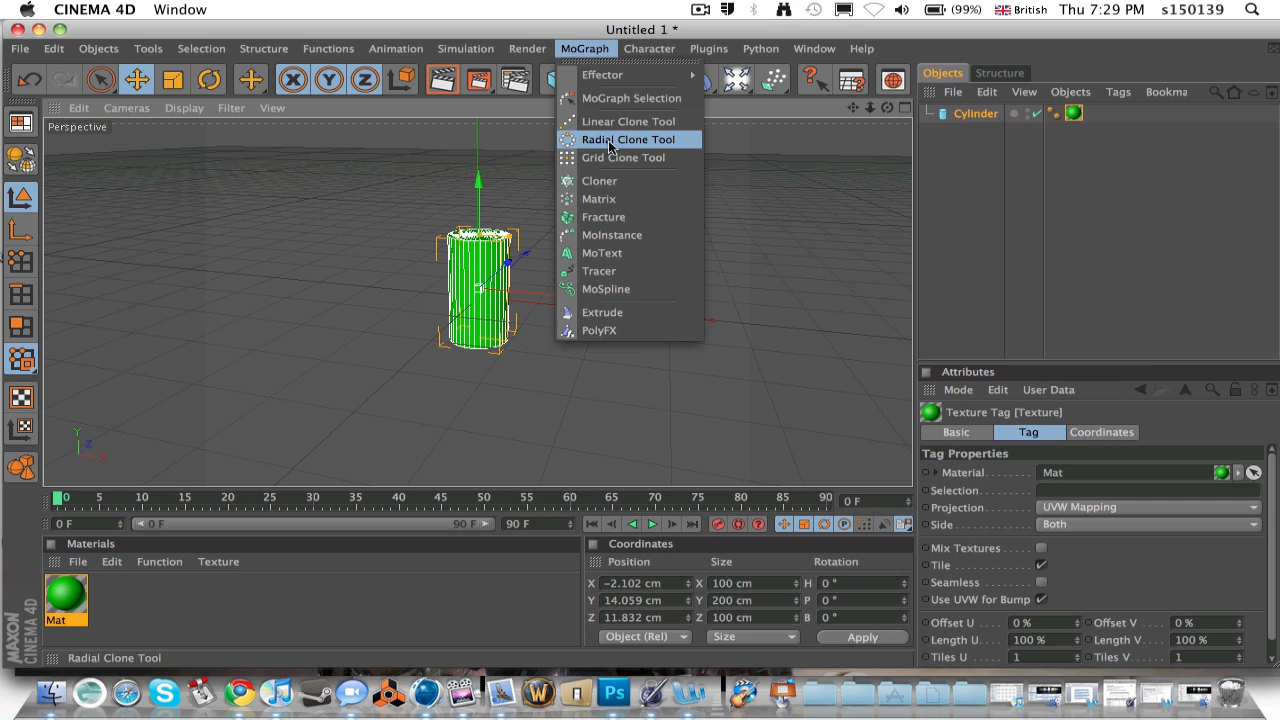 CINEMA 4D Window (99%) British Thu 7:29 PM s150139
Untitled 1 *
File Edit Objects Tools Selection Structure Functions Animation Simulation Render MoGraph Character Plugins Python Window Help
X Y Z
Objects Structure
File Edit View Objects Tags Bookma
Edit Cameras Display Filter View
Perspective
Cylinder
Effector
MoGraph Selection
Linear Clone Tool
Radial Clone Tool
Grid Clone Tool
Cloner
Matrix
Fracture
MoInstance
MoText
Tracer
MoSpline
Extrude
PolyFX
Y
Z
X
Attributes
Mode Edit User Data
Texture Tag [Texture]
Basic Tag Coordinates
Tag Properties
Material Mat
Selection
Projection UVW Mapping
Side Both
Mix Textures
Tile
Seamless
Use UVW for Bump
Offset U 0 % Offset V 0 %
Length U 100 % Length V 100 %
Tiles U 1 Tiles V 1
0 5 10 15 20 25 30 35 40 45 50 55 60 65 70 75 80 85 90 0 F
0 F 0 F 90 F 90 F
Materials
File Edit Function Texture
Mat
Coordinates
Position Size Rotation
X -2.102 cm X 100 cm H 0 °
Y 14.059 cm Y 200 cm P 0 °
Z 11.832 cm Z 100 cm B 0 °
Object (Rel) Size Apply
MAXON
CINEMA 4D
Radial Clone Tool
Ps